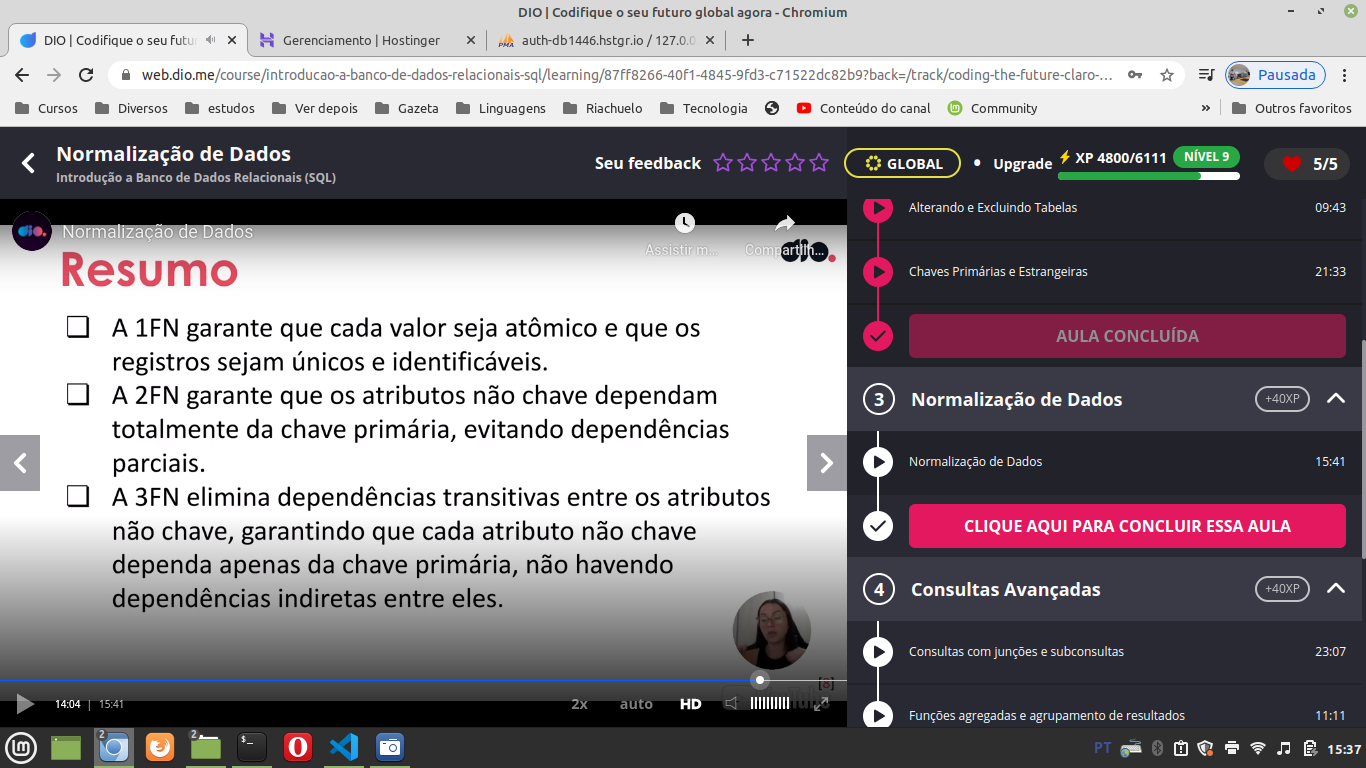 DIO | Codifique o seu futuro global agora - Chromium
DIO | Codifique o seu futu
Gerenciamento | Hostinger
auth-db1446.hstgr.io / 127.0.0
web.dio.me/course/introducao-a-banco-de-dados-relacionais-sql/learning/87ff8266-40f1-4845-9fd3-c71522dc82b9?back=/track/coding-the-future-claro-...
Pausada
Cursos
Diversos
estudos
Ver depois
Gazeta
Linguagens
Riachuelo
Tecnologia
Conteúdo do canal
Community
»
Outros favoritos
Normalização de Dados
Introdução a Banco de Dados Relacionais (SQL)
Seu feedback
GLOBAL
Upgrade
XP 4800/6111
NÍVEL 9
5/5
dio.
Normalização de Dados
Assistir m...
Compartilh...
dio.
Resumo
A 1FN garante que cada valor seja atômico e que os
registros sejam únicos e identificáveis.
A 2FN garante que os atributos não chave dependam
totalmente da chave primária, evitando dependências
parciais.
A 3FN elimina dependências transitivas entre os atributos
não chave, garantindo que cada atributo não chave
dependa apenas da chave primária, não havendo
dependências indiretas entre eles.
[8]
14:04 | 15:41
2x
auto
HD
Alterando e Excluindo Tabelas
09:43
Chaves Primárias e Estrangeiras
21:33
AULA CONCLUÍDA
3
Normalização de Dados
+40XP
Normalização de Dados
15:41
CLIQUE AQUI PARA CONCLUIR ESSA AULA
4
Consultas Avançadas
+40XP
Consultas com junções e subconsultas
23:07
Funções agregadas e agrupamento de resultados
11:11
2
2
PT
15:37